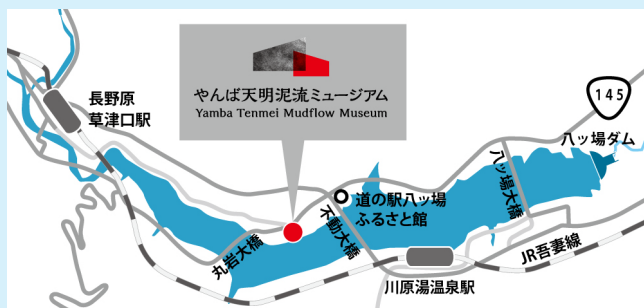 やんば天明泥流ミュージアム
Yamba Tenmei Mudflow Museum
145
長野原
草津口駅
八ッ場ダム
八ッ場大橋
道の駅八ッ場
ふるさと館
不動大橋
丸岩大橋
JR吾妻線
川原湯温泉駅